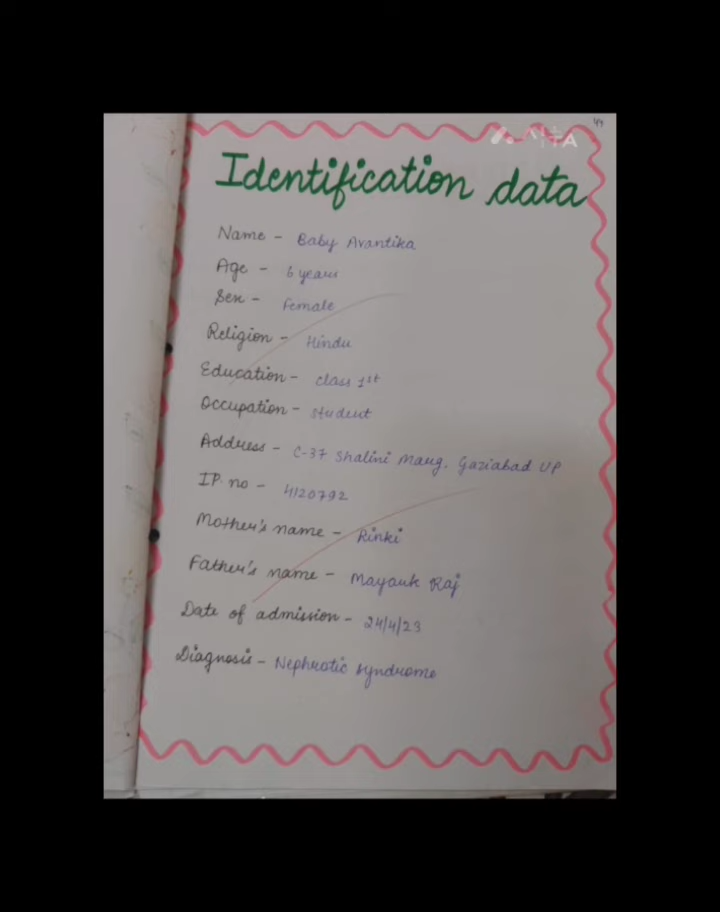 44
Identification data
Name - Baby Avantika
Age - 6 years
Sex - Female
Religion - Hindu
Education - class 1st
Occupation - student
Address - C-37 Shalini Marg. Gaziabad UP
IP no - 4120792
Mother's name - Rinki
Father's name - Mayank Raj
Date of admission - 24/4/23
Diagnosis - Nephrotic syndrome